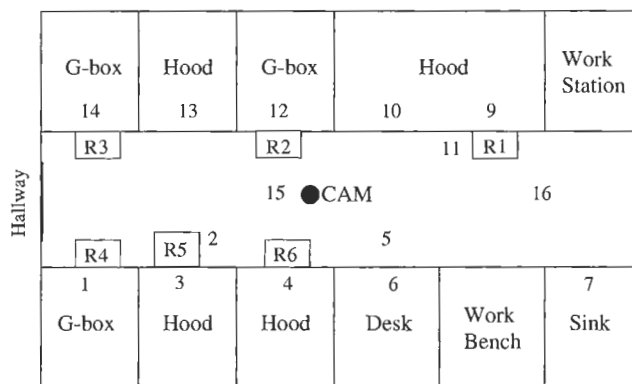 G-box Hood G-box Hood Work
Station
14 13 12 10 9
R3 R2 11 R1
Hallway
15 CAM 16
R4 R5 2 R6 5
1 3 4 6 7
G-box Hood Hood Desk Work
Bench Sink